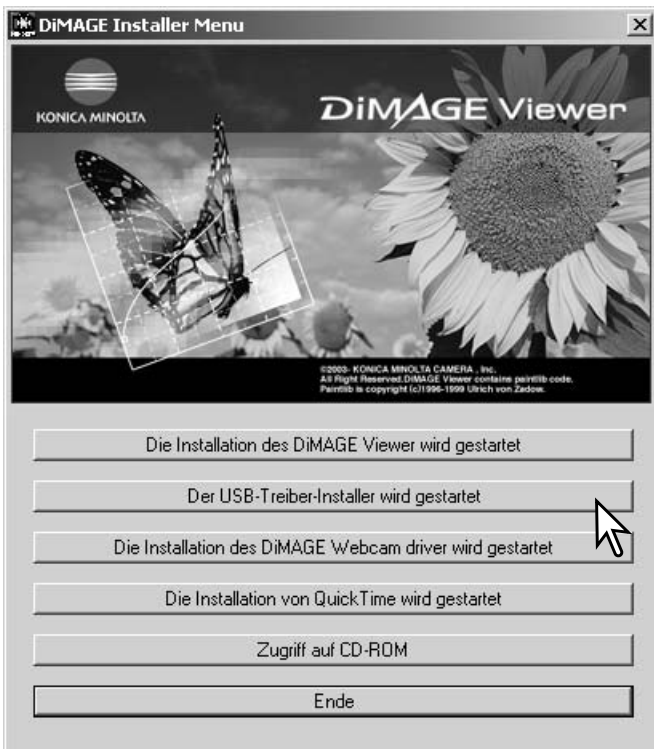 DiMAGE Installer Menu
KONICA MINOLTA
DiMAGE Viewer
©2003- KONICA MINOLTA CAMERA , Inc.
All Right Reserved.DiMAGE Viewer contains paintlib code.
Paintlib is copyright (c)1996-1999 Ulrich von Zadow.
Die Installation des DiMAGE Viewer wird gestartet
Der USB-Treiber-Installer wird gestartet
Die Installation des DiMAGE Webcam driver wird gestartet
Die Installation von QuickTime wird gestartet
Zugriff auf CD-ROM
Ende